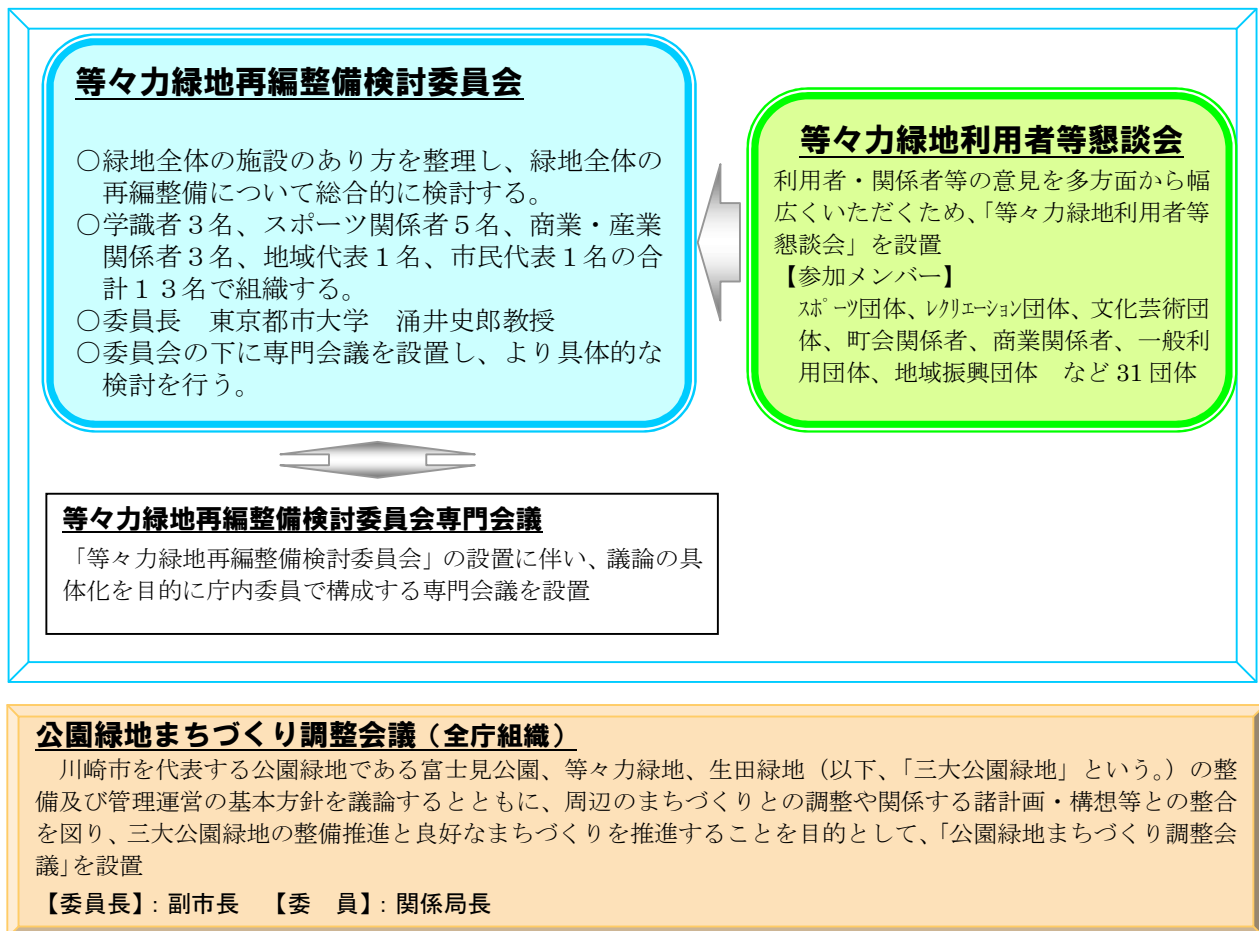 等々力緑地再編整備検討委員会
○緑地全体の施設のあり方を整理し、緑地全体の
再編整備について総合的に検討する。
○学識者３名、スポーツ関係者５名、商業・産業
関係者３名、地域代表１名、市民代表１名の合
計１３名で組織する。
○委員長　東京都市大学　涌井史郎教授
○委員会の下に専門会議を設置し、より具体的な
検討を行う。
等々力緑地利用者等懇談会
利用者・関係者等の意見を多方面から幅
広くいただくため、「等々力緑地利用者等
懇談会」を設置
【参加メンバー】
ｽﾎﾟｰﾂ団体、ﾚｸﾘｴｰｼｮﾝ団体、文化芸術団
体、町会関係者、商業関係者、一般利
用団体、地域振興団体　など 31 団体
等々力緑地再編整備検討委員会専門会議
「等々力緑地再編整備検討委員会」の設置に伴い、議論の具
体化を目的に庁内委員で構成する専門会議を設置
公園緑地まちづくり調整会議（全庁組織）
川崎市を代表する公園緑地である富士見公園、等々力緑地、生田緑地（以下、「三大公園緑地」という。）の整
備及び管理運営の基本方針を議論するとともに、周辺のまちづくりとの調整や関係する諸計画・構想等との整合
を図り、三大公園緑地の整備推進と良好なまちづくりを推進することを目的として、「公園緑地まちづくり調整会
議」を設置
【委員長】：副市長　【委　員】：関係局長